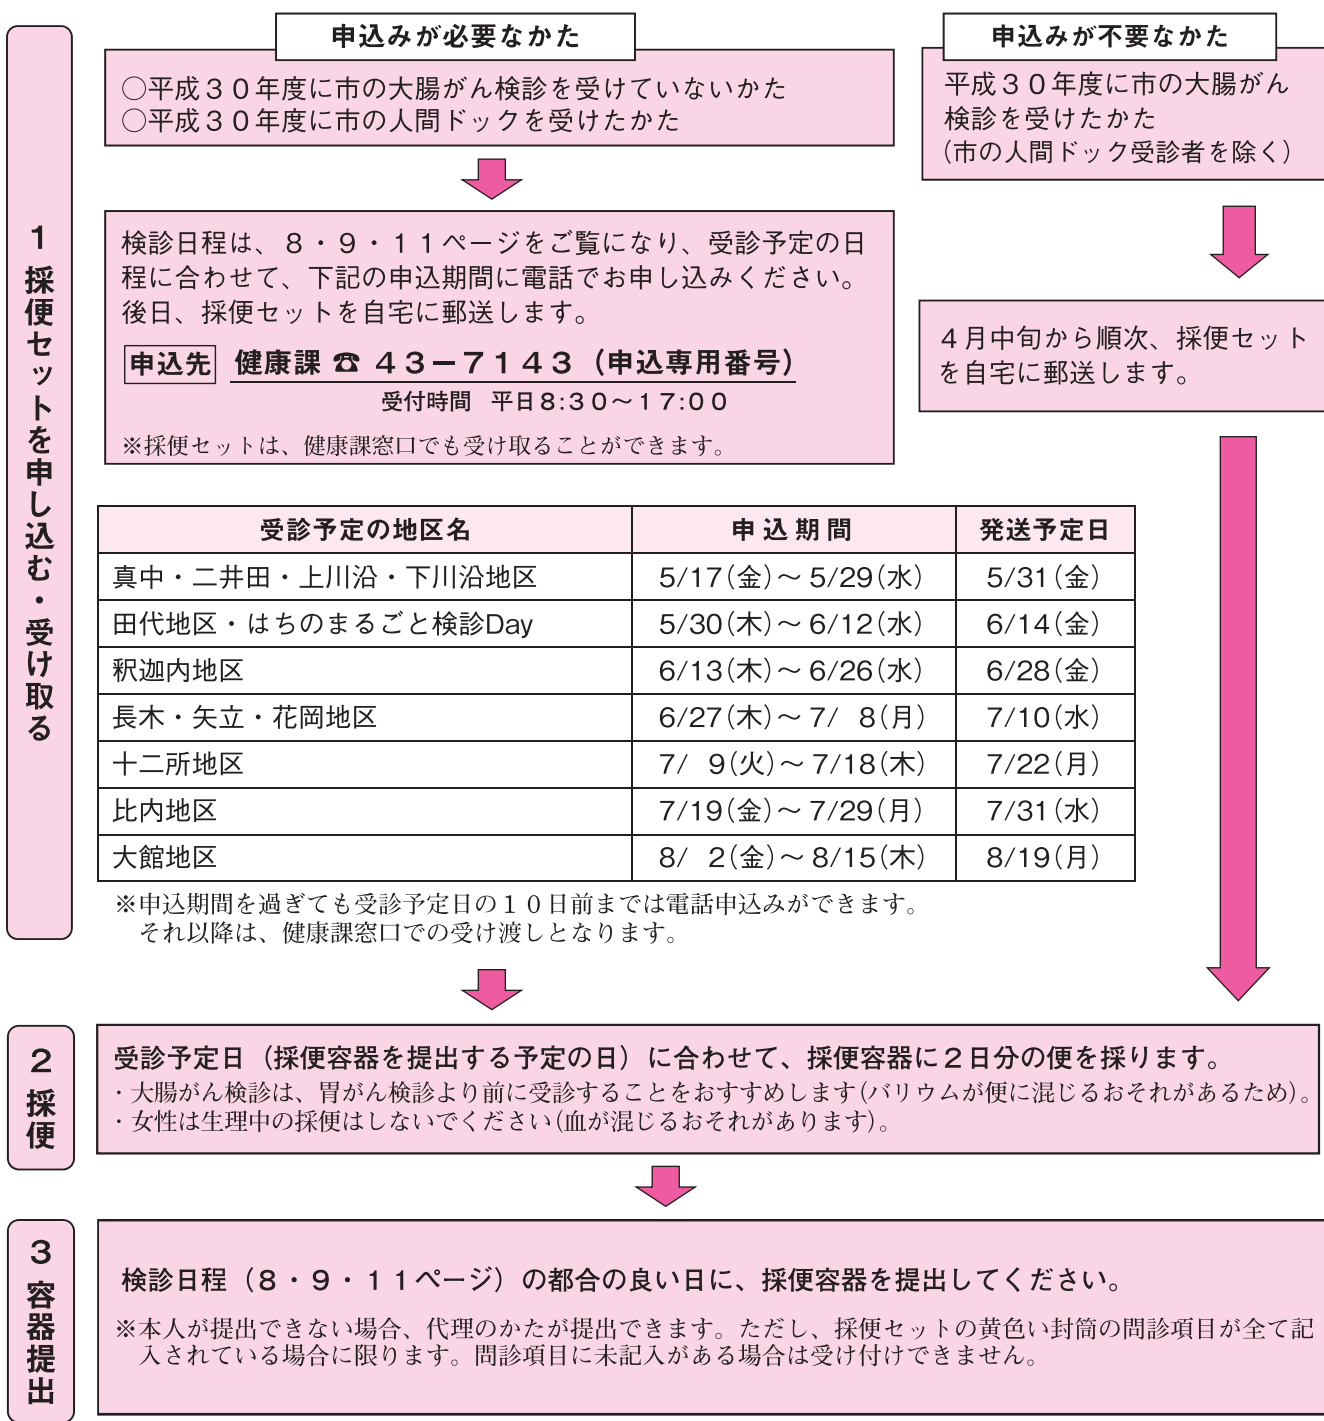 1 採便セットを申し込む・受け取る
申込みが必要なかた
○平成30年度に市の大腸がん検診を受けていないかた
○平成30年度に市の人間ドックを受けたかた
検診日程は、8・9・11ページをご覧になり、受診予定の日
程に合わせて、下記の申込期間に電話でお申し込みください。
後日、採便セットを自宅に郵送します。
申込先 健康課 ☎ 43-7143（申込専用番号）
受付時間 平日8:30〜17:00
※採便セットは、健康課窓口でも受け取ることができます。
申込みが不要なかた
平成30年度に市の大腸がん
検診を受けたかた
（市の人間ドック受診者を除く）
4月中旬から順次、採便セット
を自宅に郵送します。
受診予定の地区名 申込期間 発送予定日
真中・二井田・上川沿・下川沿地区 5/17(金)〜5/29(水) 5/31(金)
田代地区・はちのまるごと検診Day 5/30(木)〜6/12(水) 6/14(金)
釈迦内地区 6/13(木)〜6/26(水) 6/28(金)
長木・矢立・花岡地区 6/27(木)〜7/ 8(月) 7/10(水)
十二所地区 7/ 9(火)〜7/18(木) 7/22(月)
比内地区 7/19(金)〜7/29(月) 7/31(水)
大館地区 8/ 2(金)〜8/15(木) 8/19(月)
※申込期間を過ぎても受診予定日の10日前までは電話申込みができます。
それ以降は、健康課窓口での受け渡しとなります。
2 採便
受診予定日（採便容器を提出する予定の日）に合わせて、採便容器に2日分の便を採ります。
・大腸がん検診は、胃がん検診より前に受診することをおすすめします（バリウムが便に混じるおそれがあるため）。
・女性は生理中の採便はしないでください（血が混じるおそれがあります）。
3 容器提出
検診日程（8・9・11ページ）の都合の良い日に、採便容器を提出してください。
※本人が提出できない場合、代理のかたが提出できます。ただし、採便セットの黄色い封筒の問診項目が全て記
入されている場合に限ります。問診項目に未記入がある場合は受け付けできません。